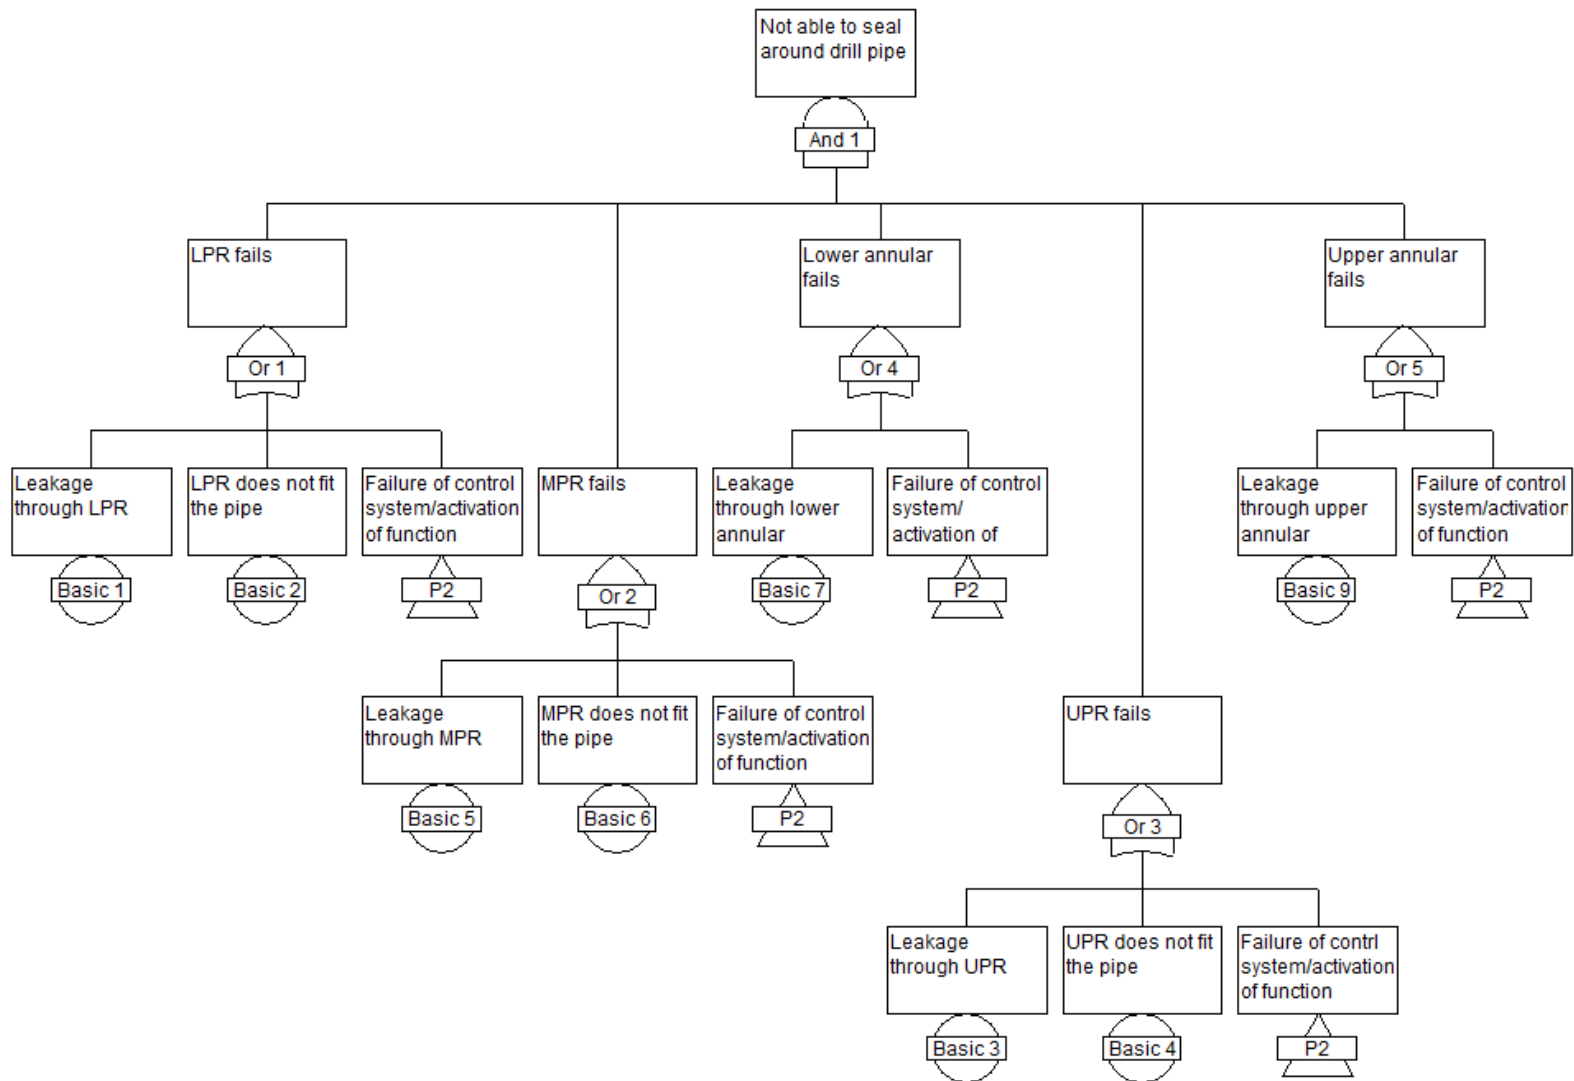 Not able to seal
around drill pipe
And 1
LPR fails
Lower annular
fails
Upper annular
fails
Or 1
Or 4
Or 5
Leakage
through LPR
LPR does not fit
the pipe
Failure of control
system/activation
of function
MPR fails
Leakage
through lower
annular
Failure of control
system/
activation of
Leakage
through upper
annular
Failure of control
system/activation
of function
Basic 1
Basic 2
P2
Or 2
Basic 7
P2
Basic 9
P2
Leakage
through MPR
MPR does not fit
the pipe
Failure of control
system/activation
of function
UPR fails
Basic 5
Basic 6
P2
Or 3
Leakage
through UPR
UPR does not fit
the pipe
Failure of contrl
system/activation
of function
Basic 3
Basic 4
P2